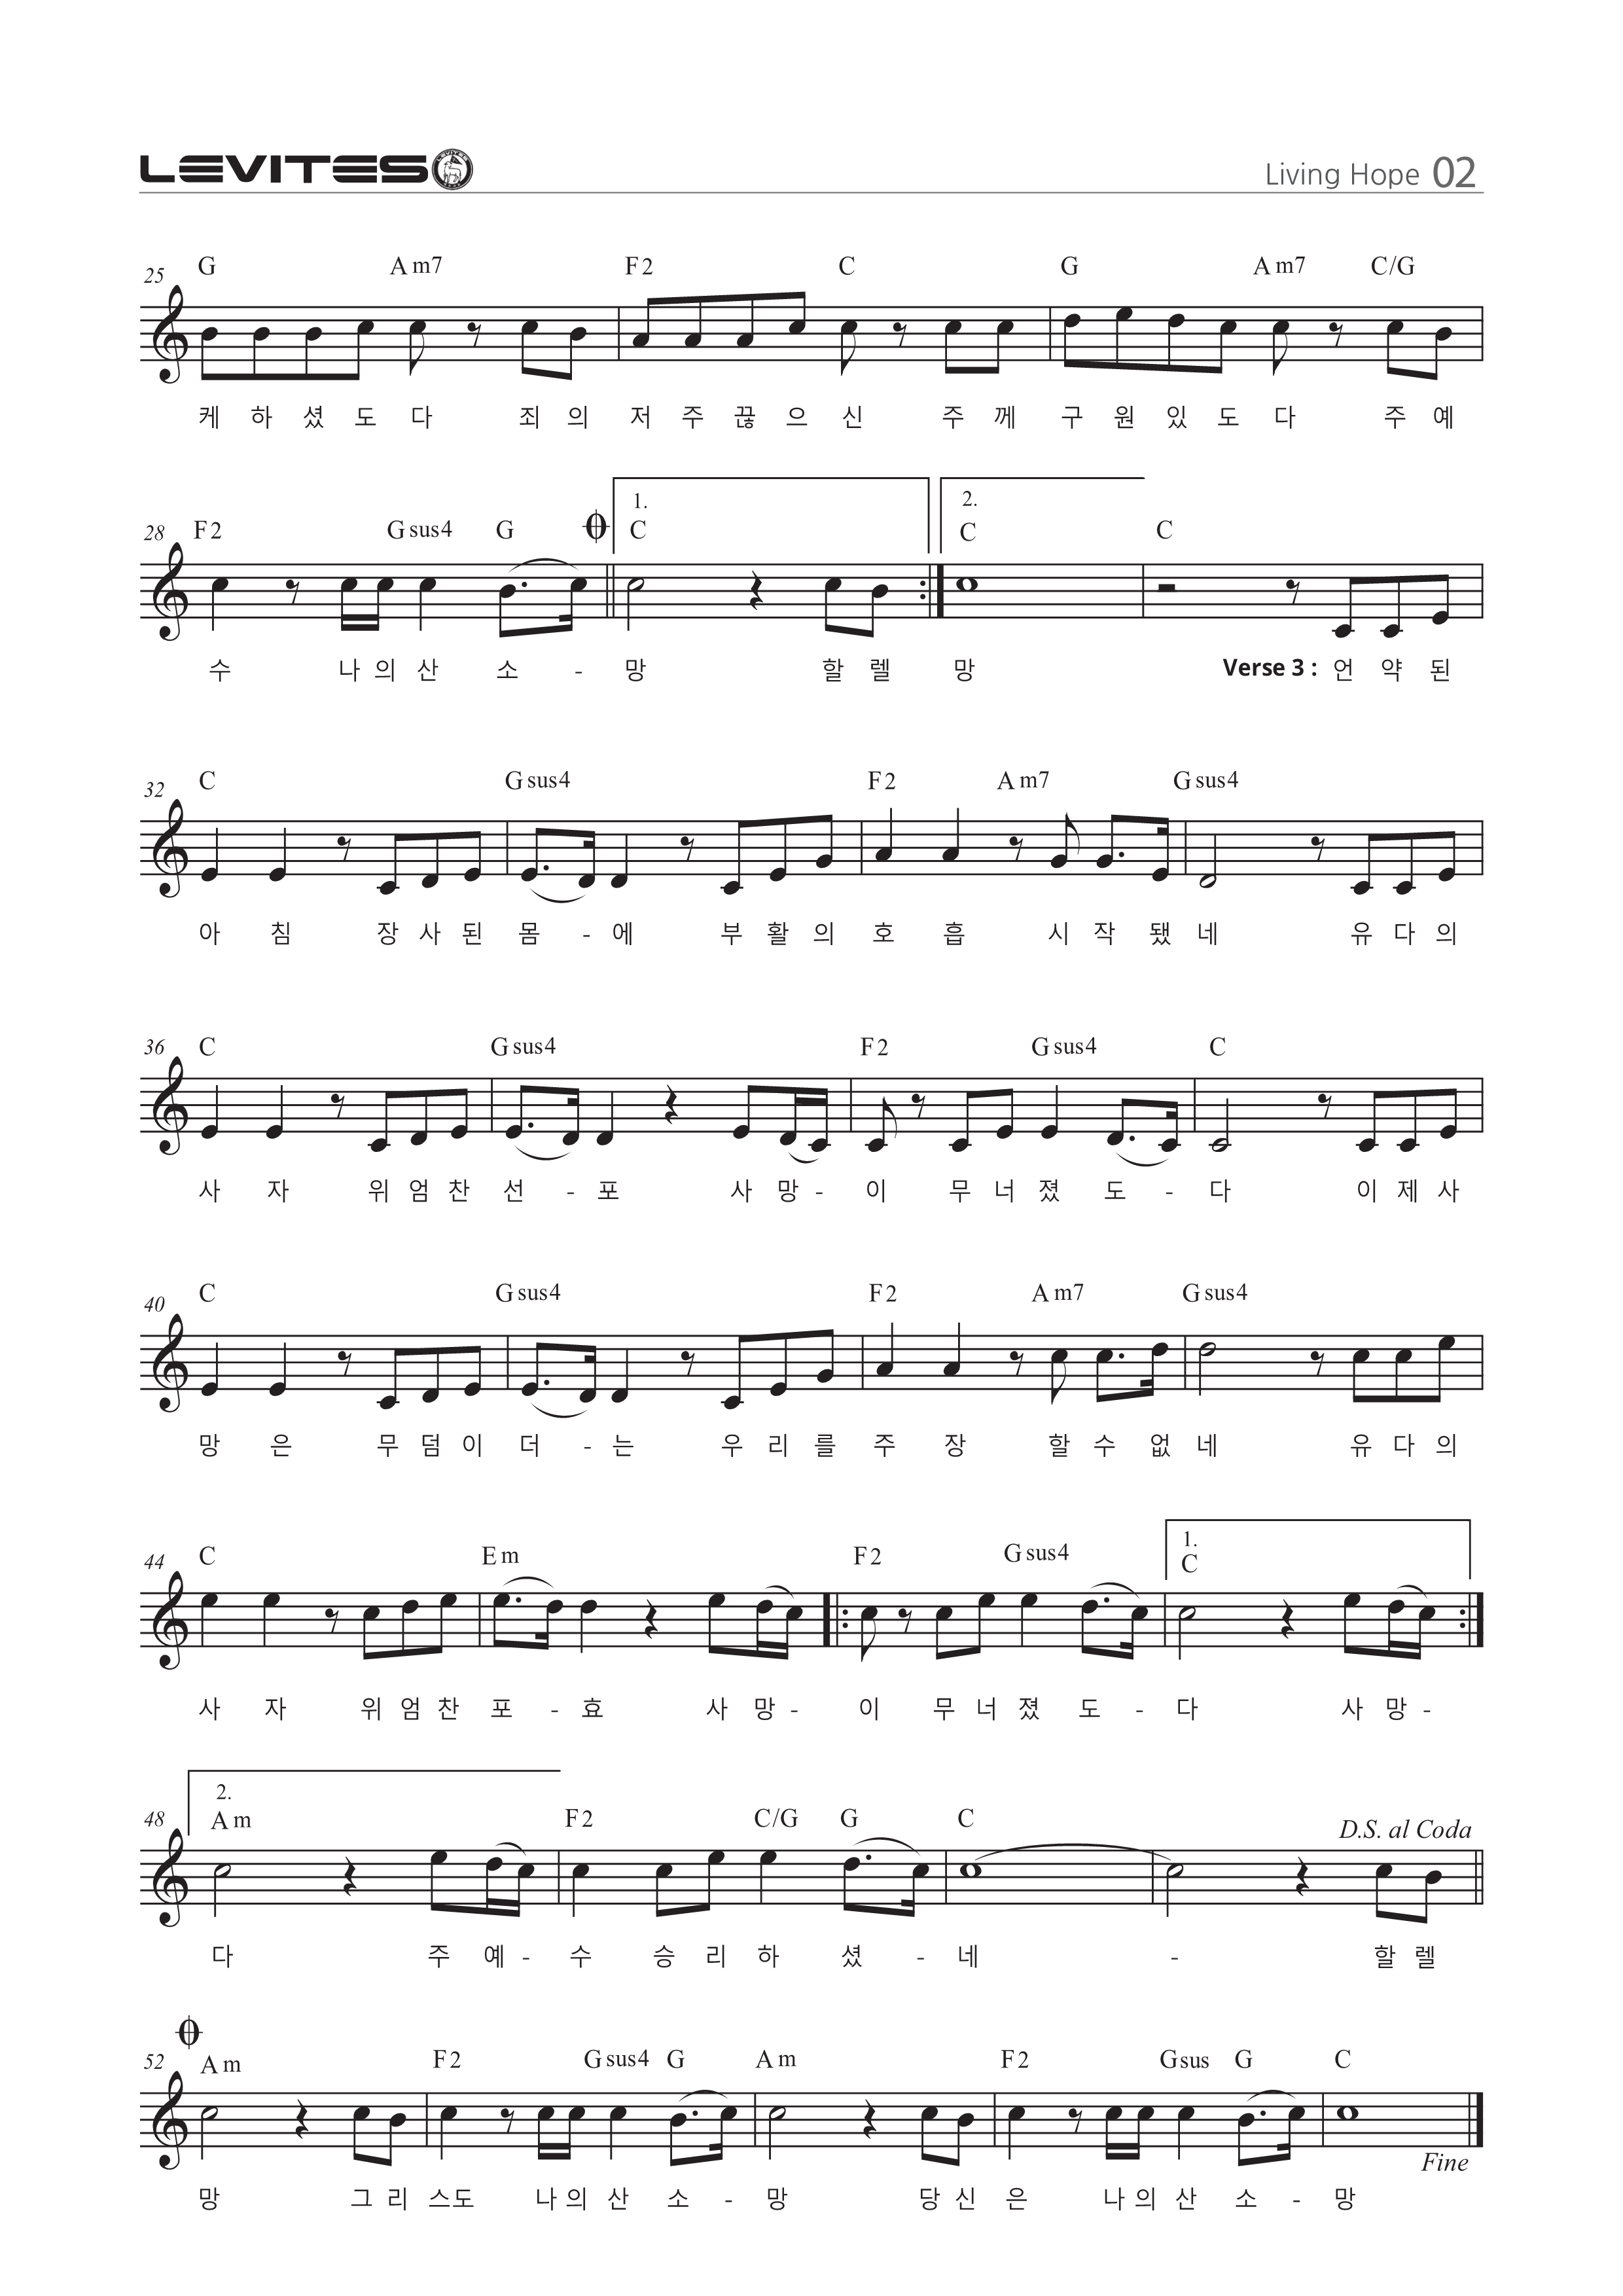 LEVITES Living Hope 02
25 G Am7 F2 C G Am7 C/G
케 하 셨 도 다 죄 의 저 주 끊 으 신 주 께 구 원 있 도 다 주 예
1. 2.
28 F2 Gsus4 G C C C
수 나 의 산 소 - 망 할 렐 망 Verse 3 : 언 약 된
32 C Gsus4 F2 Am7 Gsus4
아 침 장 사 된 몸 - 에 부 활 의 호 흡 시 작 됐 네 유 다 의
36 C Gsus4 F2 Gsus4 C
사 자 위 엄 찬 선 - 포 사 망 - 이 무 너 졌 도 - 다 이 제 사
40 C Gsus4 F2 Am7 Gsus4
망 은 무 덤 이 더 - 는 우 리 를 주 장 할 수 없 네 유 다 의
1.
44 C Em F2 Gsus4 C
사 자 위 엄 찬 포 - 효 사 망 - 이 무 너 졌 도 - 다 사 망 -
2.
48 Am F2 C/G G C D.S. al Coda
다 주 예 - 수 승 리 하 셨 - 네 - 할 렐
52 Am F2 Gsus4 G Am F2 Gsus G C
Fine
망 그 리 스도 나 의 산 소 - 망 당 신 은 나 의 산 소 - 망